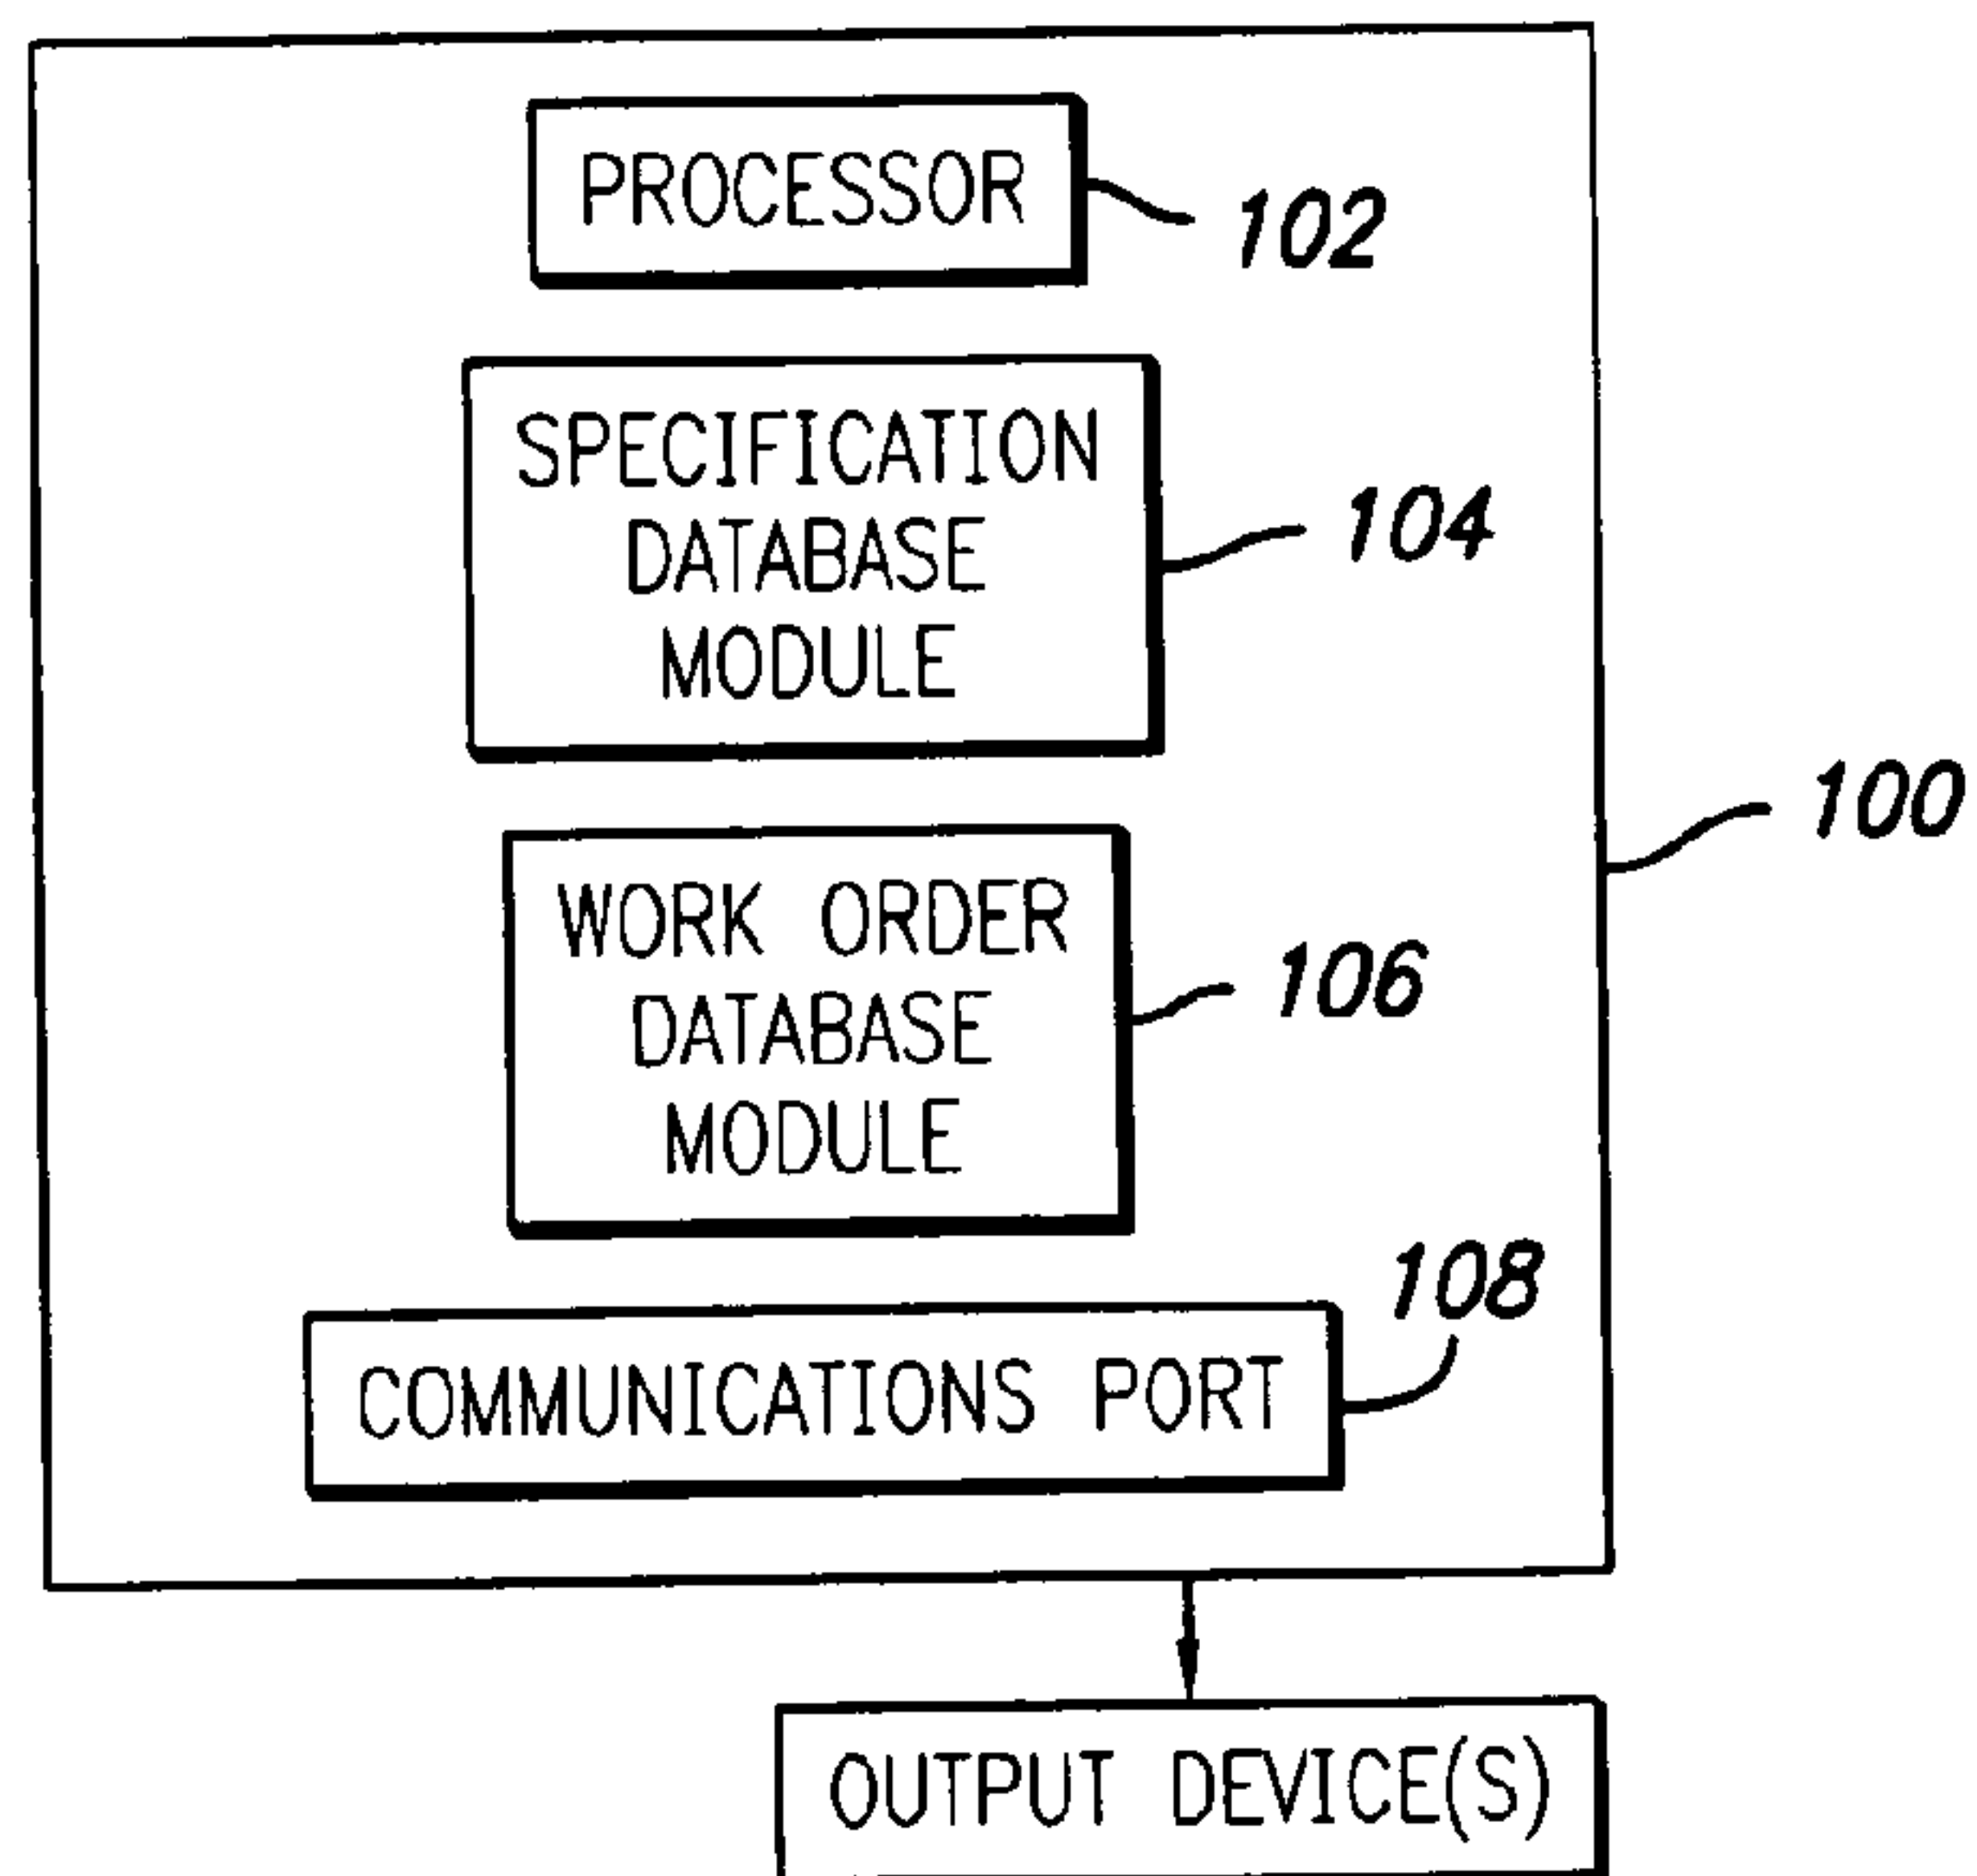 PROCESSOR
102
SPECIFICATION
DATABASE
MODULE
104
100
WORK ORDER
DATABASE
MODULE
106
108
COMMUNICATIONS PORT
OUTPUT DEVICE(S)